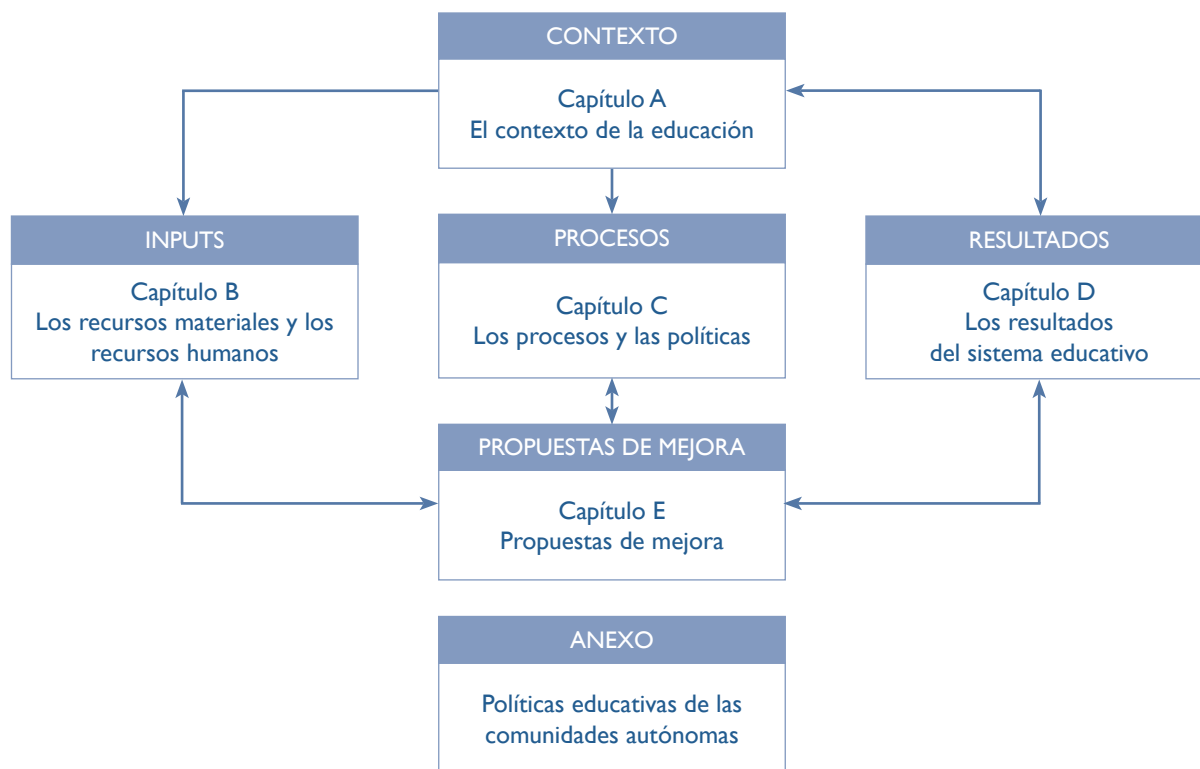 CONTEXTO
Capítulo A
El contexto de la educación
INPUTS
Capítulo B
Los recursos materiales y los
recursos humanos
PROCESOS
Capítulo C
Los procesos y las políticas
RESULTADOS
Capítulo D
Los resultados
del sistema educativo
PROPUESTAS DE MEJORA
Capítulo E
Propuestas de mejora
ANEXO
Políticas educativas de las
comunidades autónomas